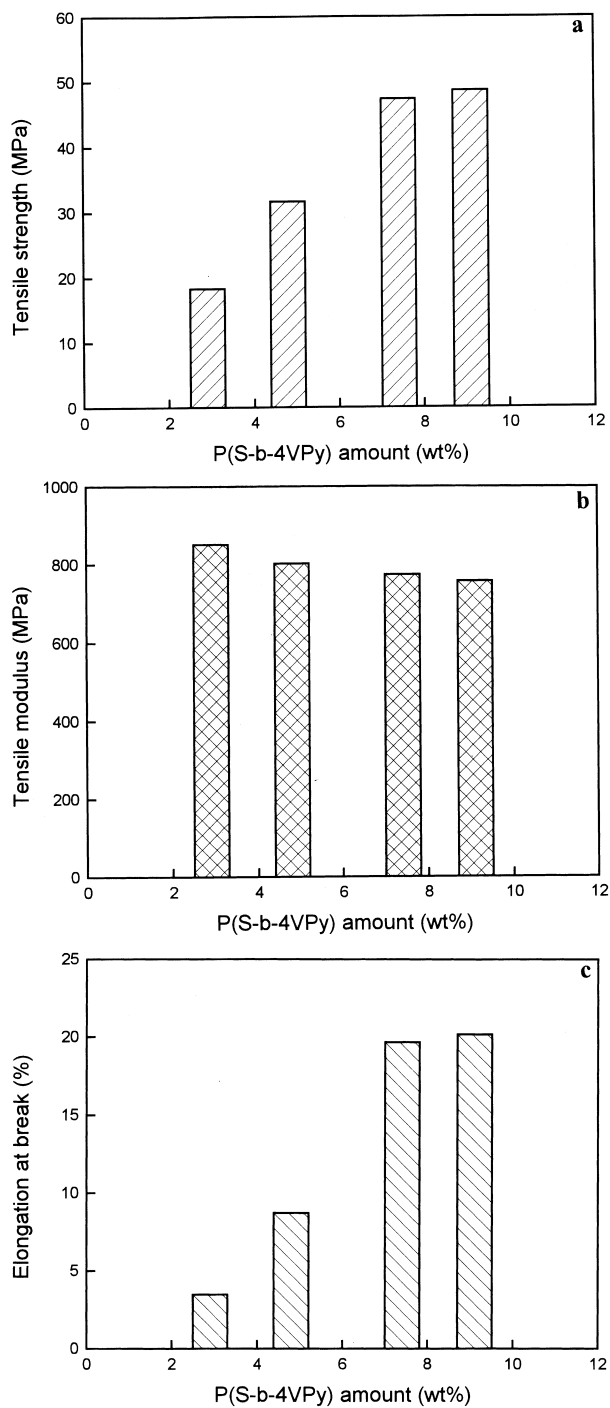 a
60
50
40
30
20
10
0
Tensile strength (MPa)
0 2 4 6 8 10 12
P(S-b-4VPy) amount (wt%)
b
1000
800
600
400
200
0
Tensile modulus (MPa)
0 2 4 6 8 10 12
P(S-b-4VPy) amount (wt%)
c
25
20
15
10
5
0
Elongation at break (%)
0 2 4 6 8 10 12
P(S-b-4VPy) amount (wt%)